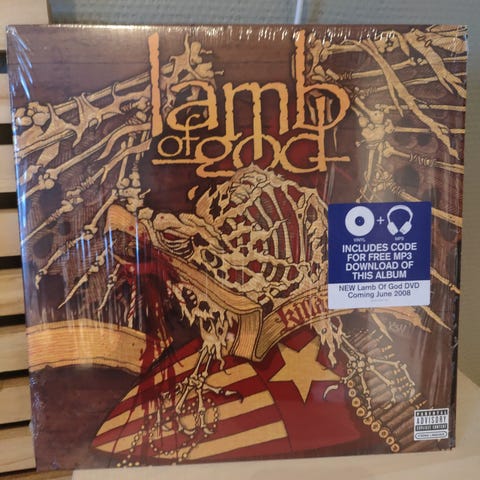 lamb
of god
VINYL + MP3
INCLUDES CODE
FOR FREE MP3
DOWNLOAD OF
THIS ALBUM
NEW Lamb Of God DVD
Coming June 2008
PARENTAL
ADVISORY
EXPLICIT CONTENT